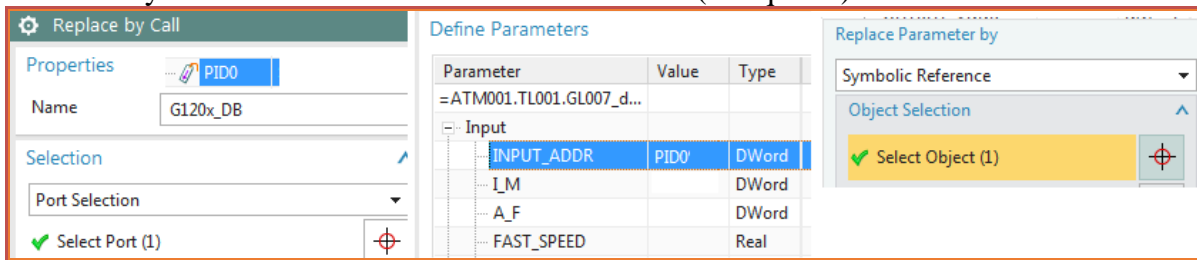 Replace by Call
Properties
PID0
Name
G120x_DB
Selection
Port Selection
Select Port (1)
Define Parameters
Parameter Value Type
=ATM001.TL001.GL007_d...
Input
INPUT_ADDR PID0' DWord
I_M DWord
A_F DWord
FAST_SPEED Real
Replace Parameter by
Symbolic Reference
Object Selection
Select Object (1)